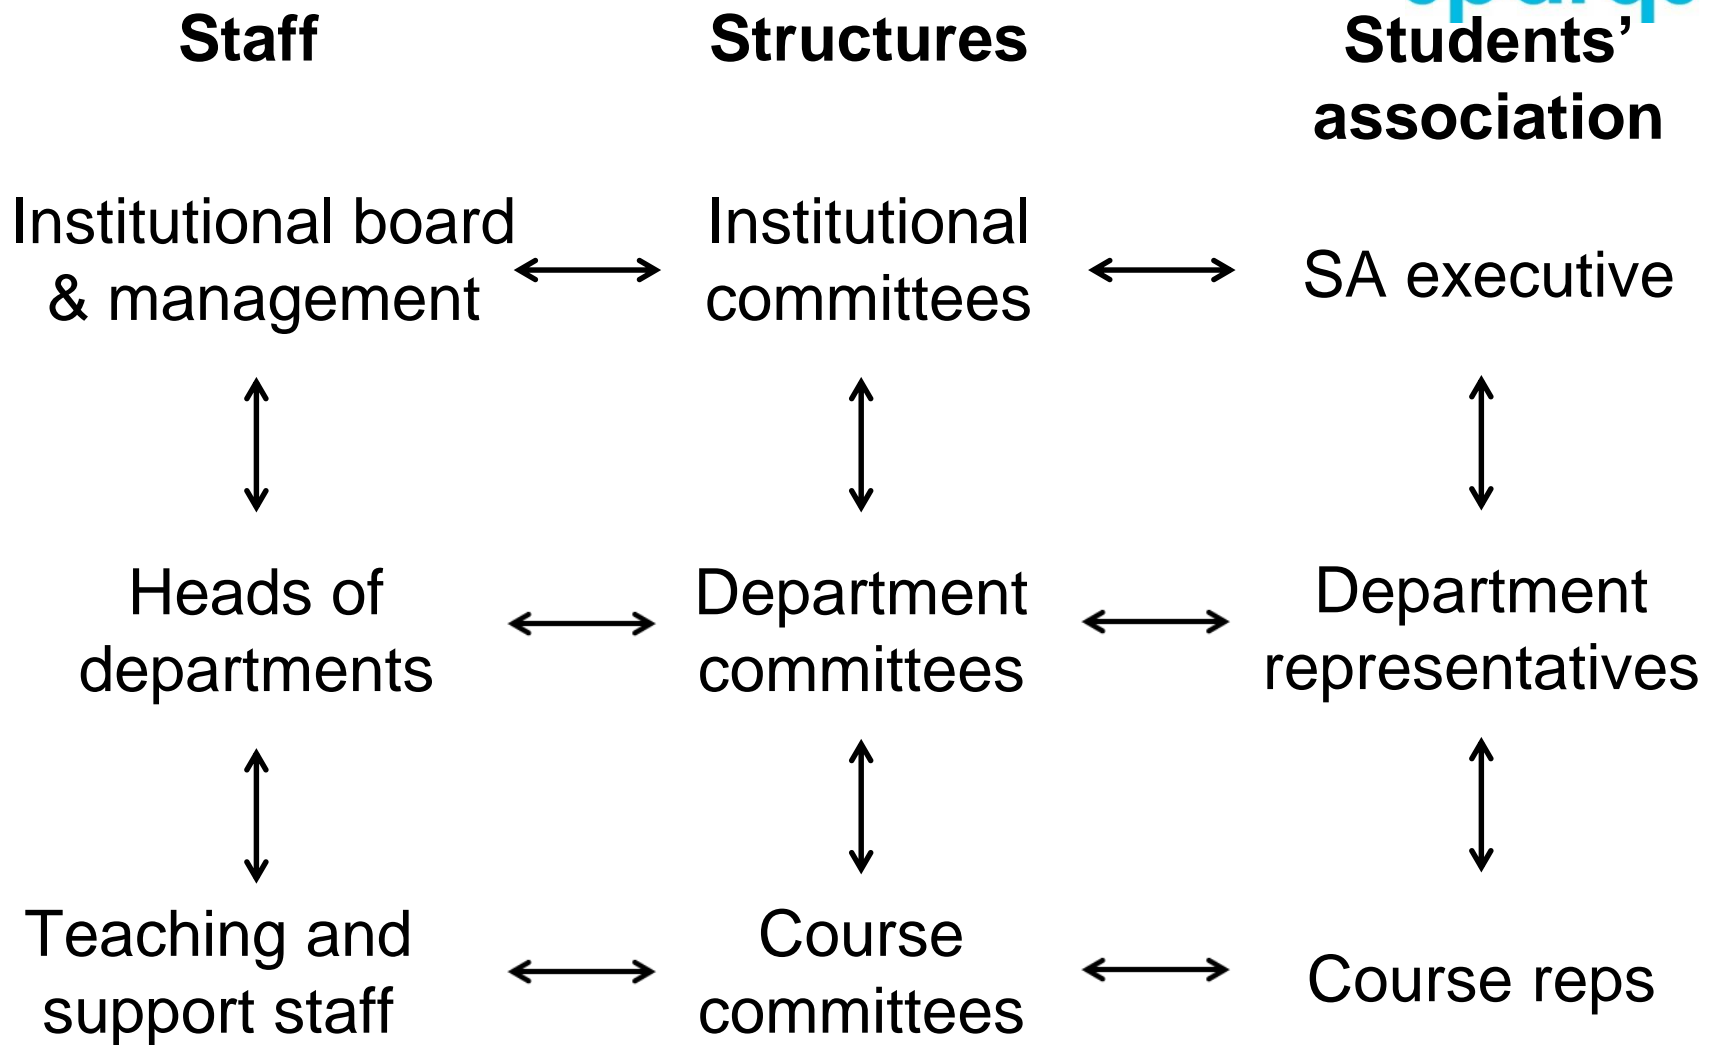 Staff
Structures
Students’
association
Institutional board
& management
Institutional
committees
SA executive
Heads of
departments
Department
committees
Department
representatives
Teaching and
support staff
Course
committees
Course reps